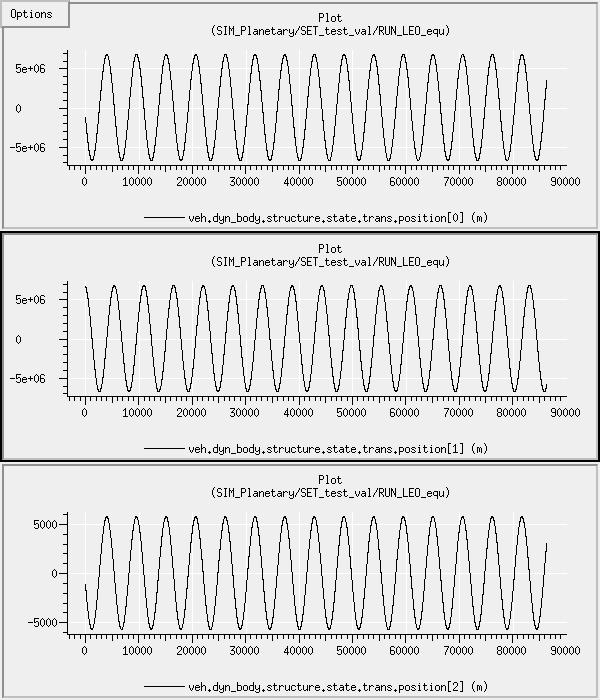 Options
Plot
(SIM_Planetary/SET_test_val/RUN_LEO_equ)
5e+06
0
-5e+06
0 10000 20000 30000 40000 50000 60000 70000 80000 90000
veh.dyn_body.structure.state.trans.position[0] (m)
Plot
(SIM_Planetary/SET_test_val/RUN_LEO_equ)
5e+06
0
-5e+06
0 10000 20000 30000 40000 50000 60000 70000 80000 90000
veh.dyn_body.structure.state.trans.position[1] (m)
Plot
(SIM_Planetary/SET_test_val/RUN_LEO_equ)
5000
0
-5000
0 10000 20000 30000 40000 50000 60000 70000 80000 90000
veh.dyn_body.structure.state.trans.position[2] (m)